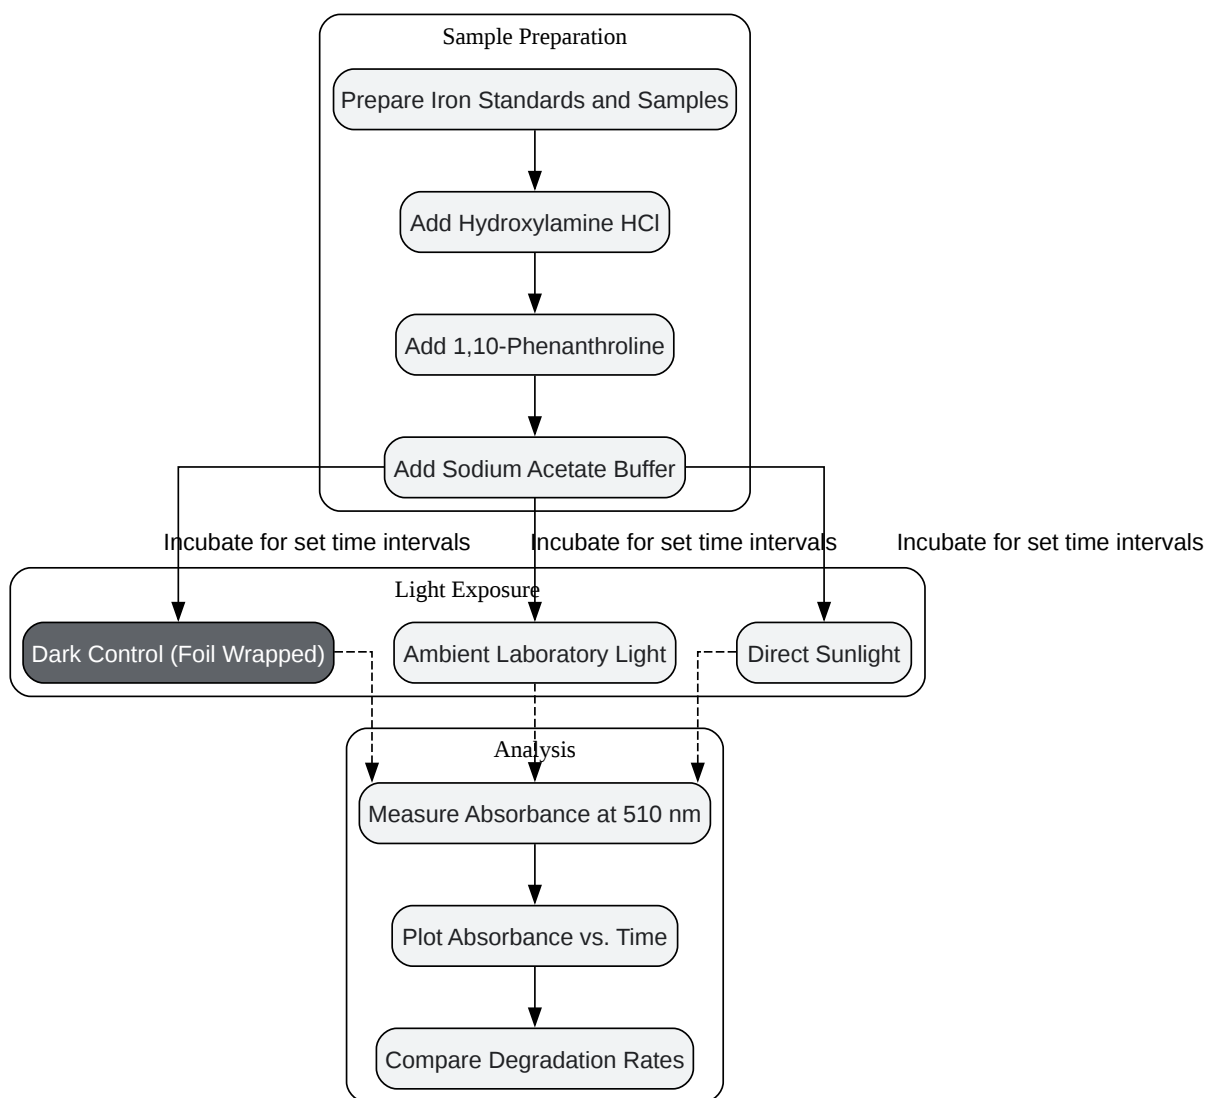 Sample Preparation
Prepare Iron Standards and Samples
Add Hydroxylamine HCl
Add 1,10-Phenanthroline
Add Sodium Acetate Buffer
Incubate for set time intervals
Incubate for set time intervals
Incubate for set time intervals
Light Exposure
Dark Control (Foil Wrapped)
Ambient Laboratory Light
Direct Sunlight
Analysis
Measure Absorbance at 510 nm
Plot Absorbance vs. Time
Compare Degradation Rates